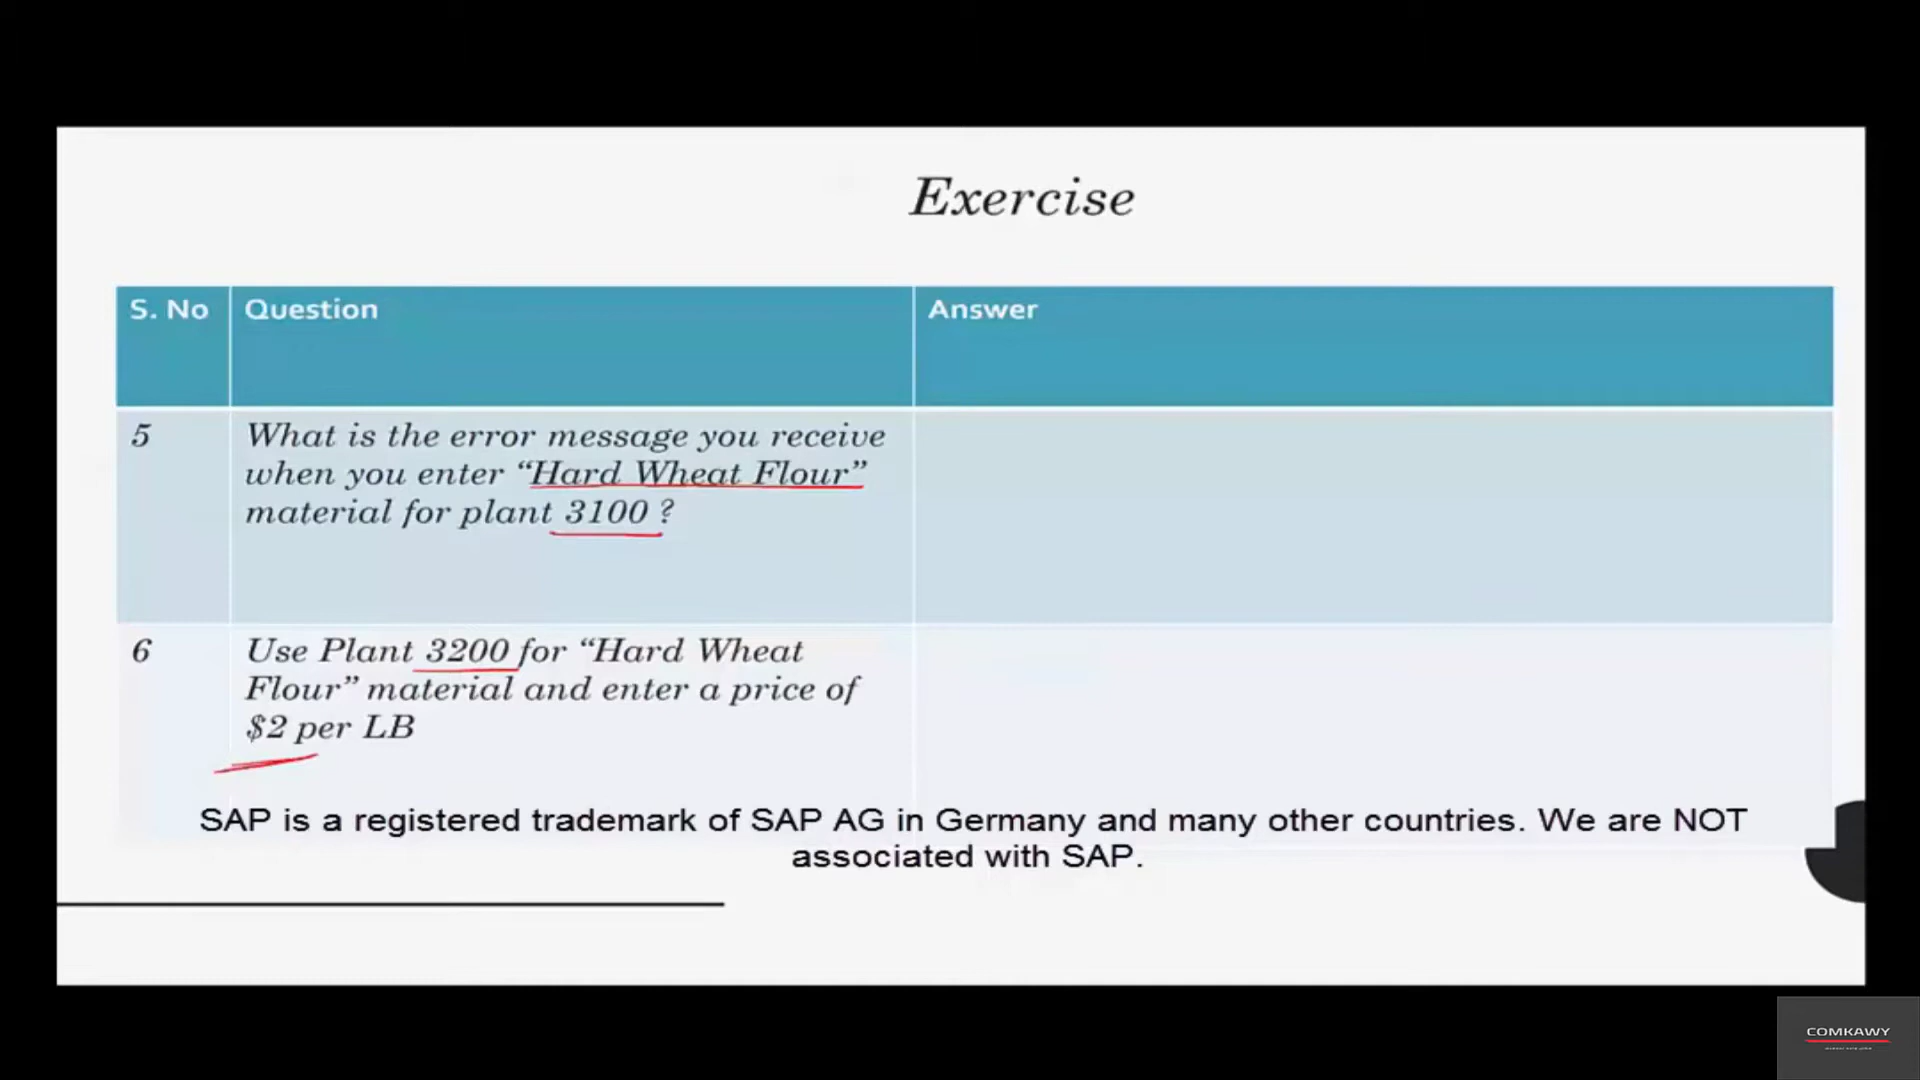 Exercise
S. No Question Answer
5 What is the error message you receive
when you enter “Hard Wheat Flour”
material for plant 3100 ?
6 Use Plant 3200 for “Hard Wheat
Flour” material and enter a price of
$2 per LB
SAP is a registered trademark of SAP AG in Germany and many other countries. We are NOT
associated with SAP.
COMKAWY